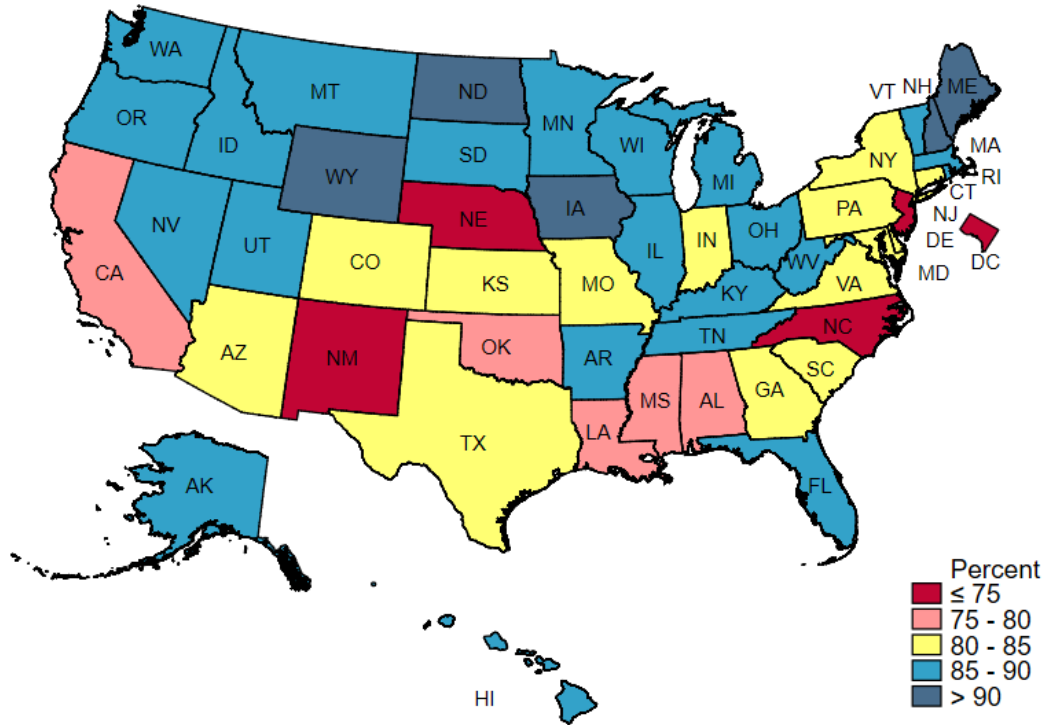 WA
MT
ND
MN
VT
NH
ME
OR
ID
SD
WI
MI
NY
MA
WY
RI
CT
NV
UT
NE
IA
IL
IN
OH
PA
NJ
DE
DC
MD
CA
CO
KS
MO
KY
WV
VA
AZ
NM
OK
AR
TN
NC
SC
TX
LA
MS
AL
GA
FL
AK
HI
Percent
≤ 75
75 - 80
80 - 85
85 - 90
> 90